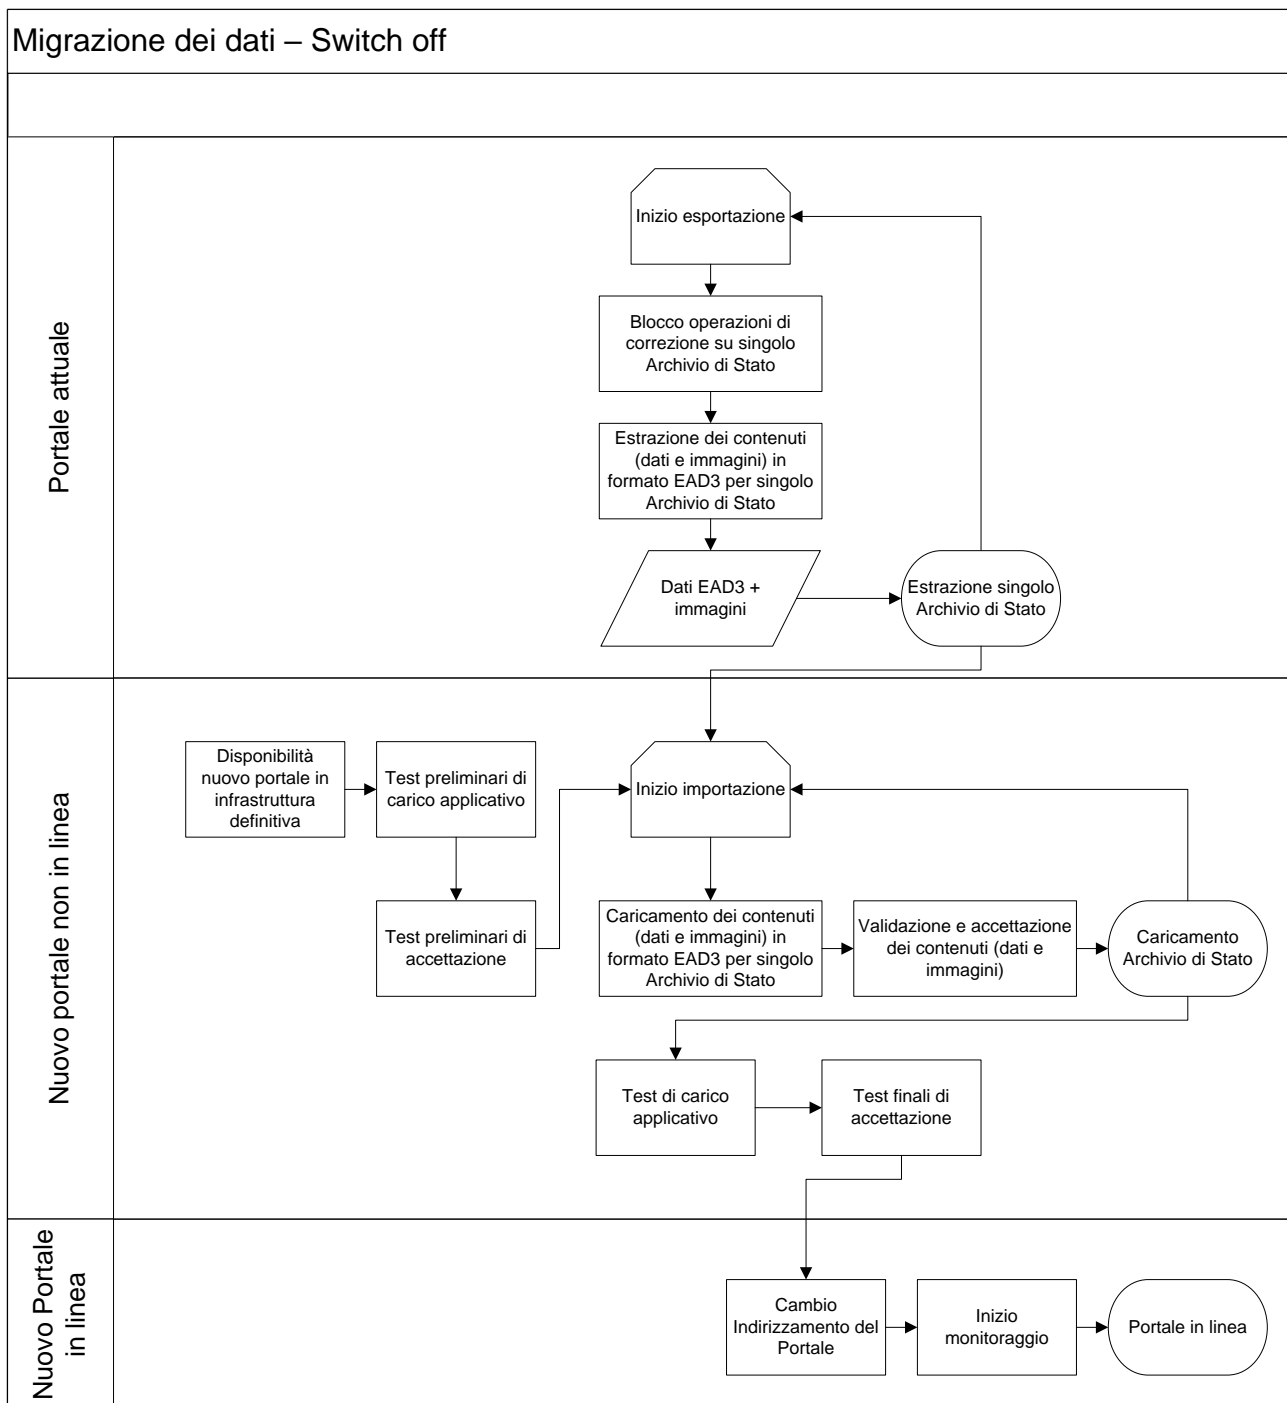 Migrazione dei dati – Switch off
Portale attuale
Inizio esportazione
Blocco operazioni di
correzione su singolo
Archivio di Stato
Estrazione dei contenuti
(dati e immagini) in
formato EAD3 per singolo
Archivio di Stato
Dati EAD3 +
immagini
Estrazione singolo
Archivio di Stato
Nuovo portale non in linea
Disponibilità
nuovo portale in
infrastruttura
definitiva
Test preliminari di
carico applicativo
Inizio importazione
Test preliminari di
accettazione
Caricamento dei contenuti
(dati e immagini) in
formato EAD3 per singolo
Archivio di Stato
Validazione e accettazione
dei contenuti (dati e
immagini)
Caricamento
Archivio di Stato
Test di carico
applicativo
Test finali di
accettazione
Nuovo Portale
in linea
Cambio
Indirizzamento del
Portale
Inizio
monitoraggio
Portale in linea